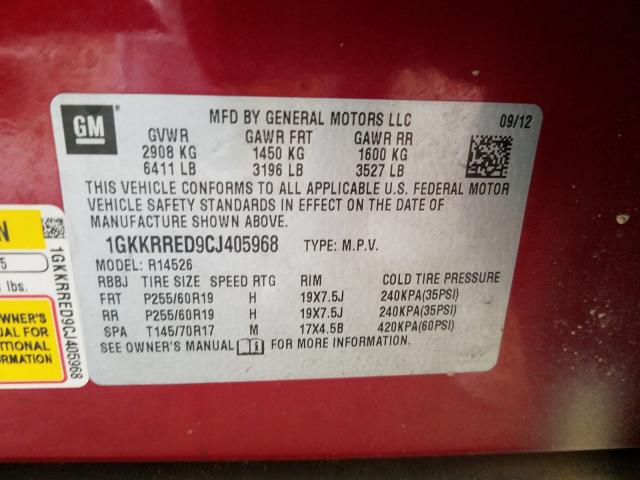 GM
MFD BY GENERAL MOTORS LLC 09/12
GVWR GAWR FRT GAWR RR
2908 KG 1450 KG 1600 KG
6411 LB 3196 LB 3527 LB
THIS VEHICLE CONFORMS TO ALL APPLICABLE U.S. FEDERAL MOTOR
VEHICLE SAFETY STANDARDS IN EFFECT ON THE DATE OF
MANUFACTURE SHOWN ABOVE.
1GKKRRED9CJ405968 TYPE: M.P.V.
MODEL: R14526
RBBJ TIRE SIZE SPEED RTG RIM COLD TIRE PRESSURE
FRT P255/60R19 H 19X7.5J 240KPA(35PSI)
RR P255/60R19 H 19X7.5J 240KPA(35PSI)
SPA T145/70R17 M 17X4.5B 420KPA(60PSI)
SEE OWNER'S MANUAL FOR MORE INFORMATION.
N
5
lbs.
OWNER'S
UAL FOR
ITIONAL
RMATION
1GKKRRED9CJ405968